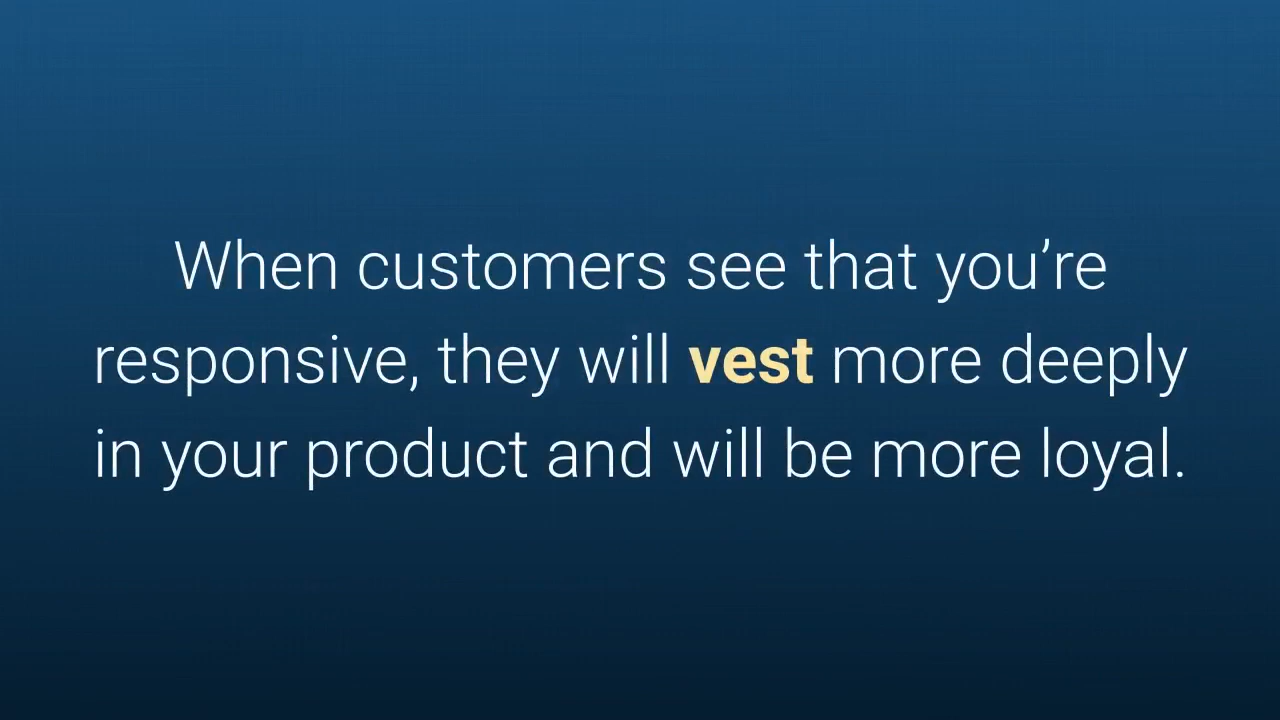 When customers see that you’re
responsive, they will vest more deeply
in your product and will be more loyal.